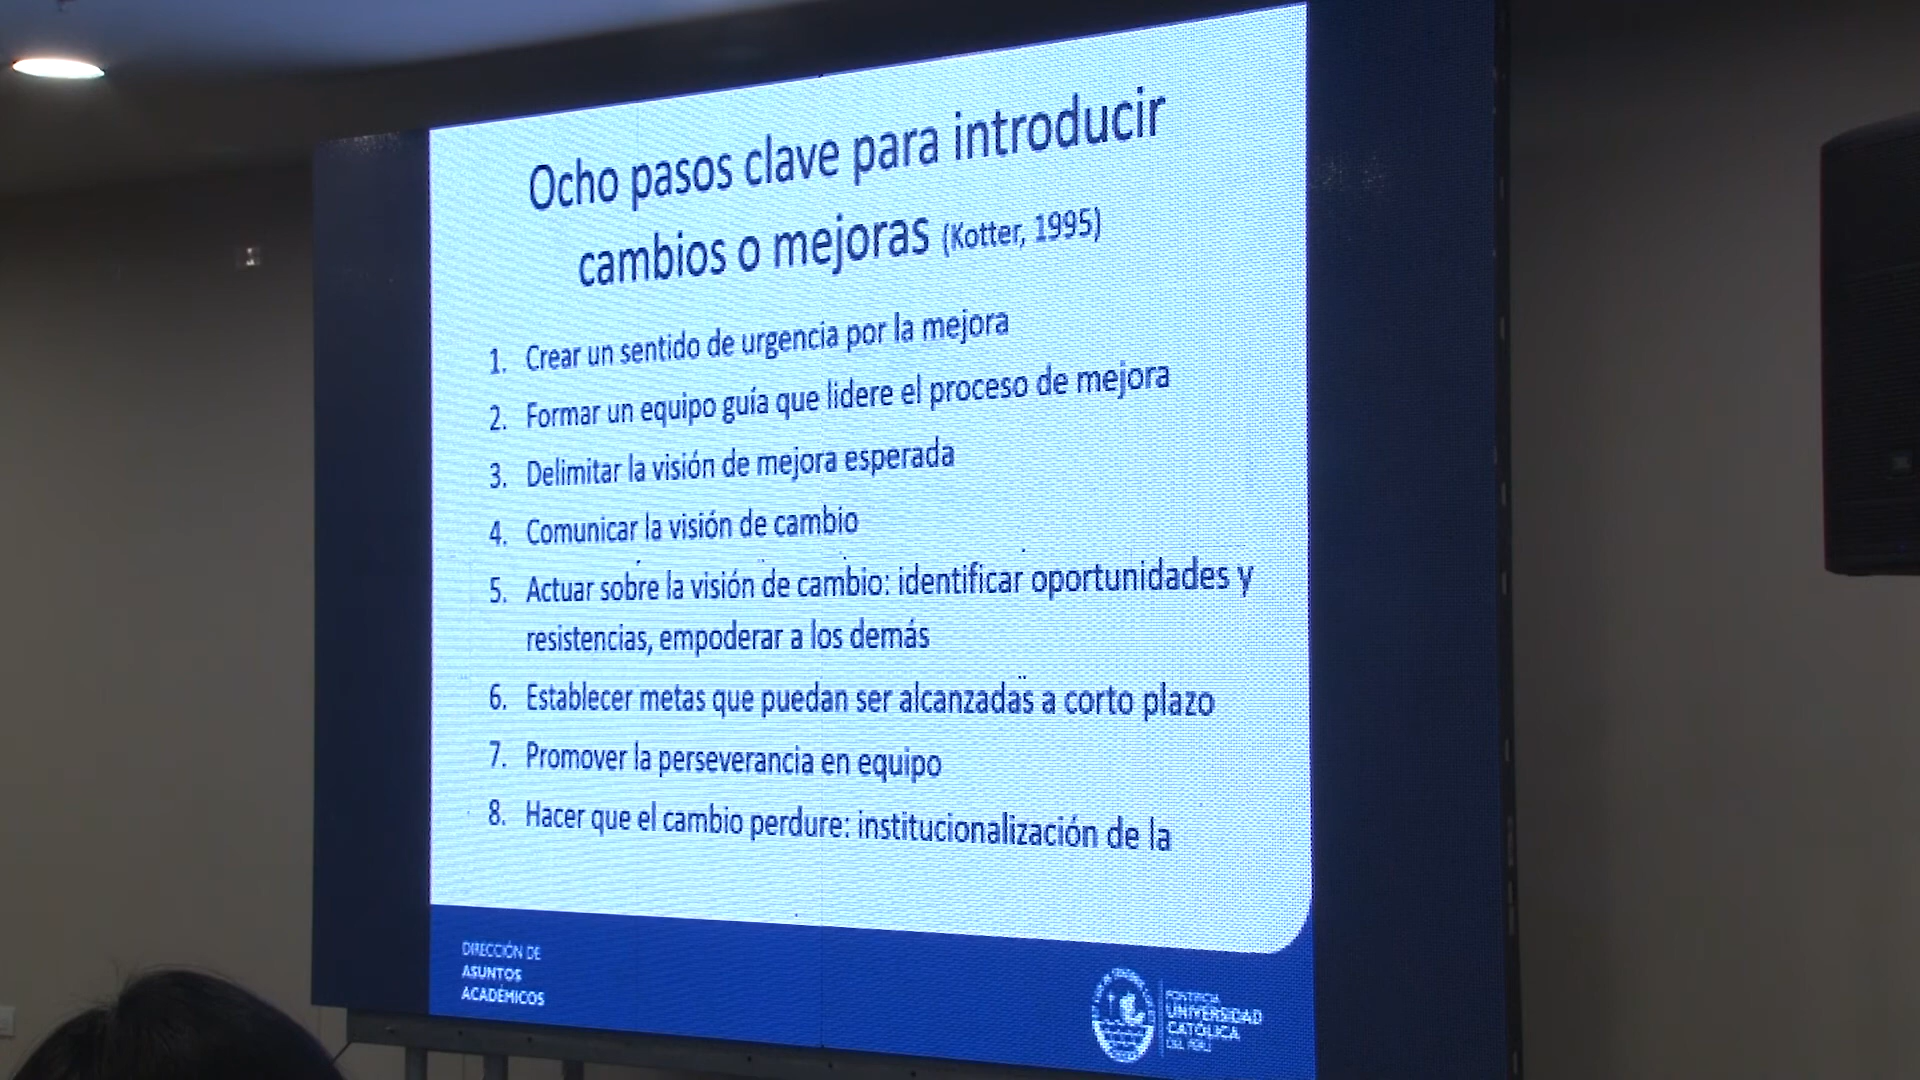 Ocho pasos clave para introducir
cambios o mejoras (Kotter, 1995)
1. Crear un sentido de urgencia por la mejora
2. Formar un equipo guía que lidere el proceso de mejora
3. Delimitar la visión de mejora esperada
4. Comunicar la visión de cambio
5. Actuar sobre la visión de cambio: identificar oportunidades y
resistencias, empoderar a los demás
6. Establecer metas que puedan ser alcanzadas a corto plazo
7. Promover la perseverancia en equipo
8. Hacer que el cambio perdure: institucionalización de la
DIRECCIÓN DE
ASUNTOS
ACADÉMICOS
PONTIFICIA
UNIVERSIDAD
CATÓLICA
DEL PERÚ